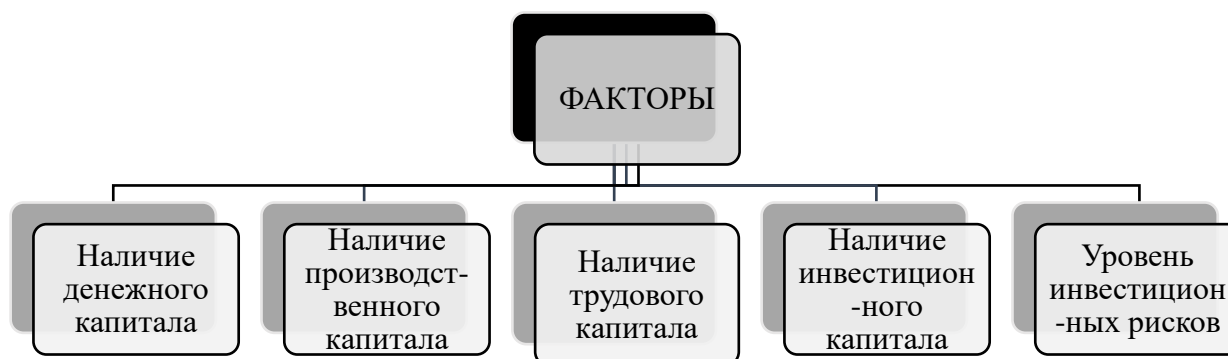 ФАКТОРЫ
Наличие
денежного
капитала
Наличие
производст-
венного
капитала
Наличие
трудового
капитала
Наличие
инвестицион
-ного
капитала
Уровень
инвестицион
-ных рисков